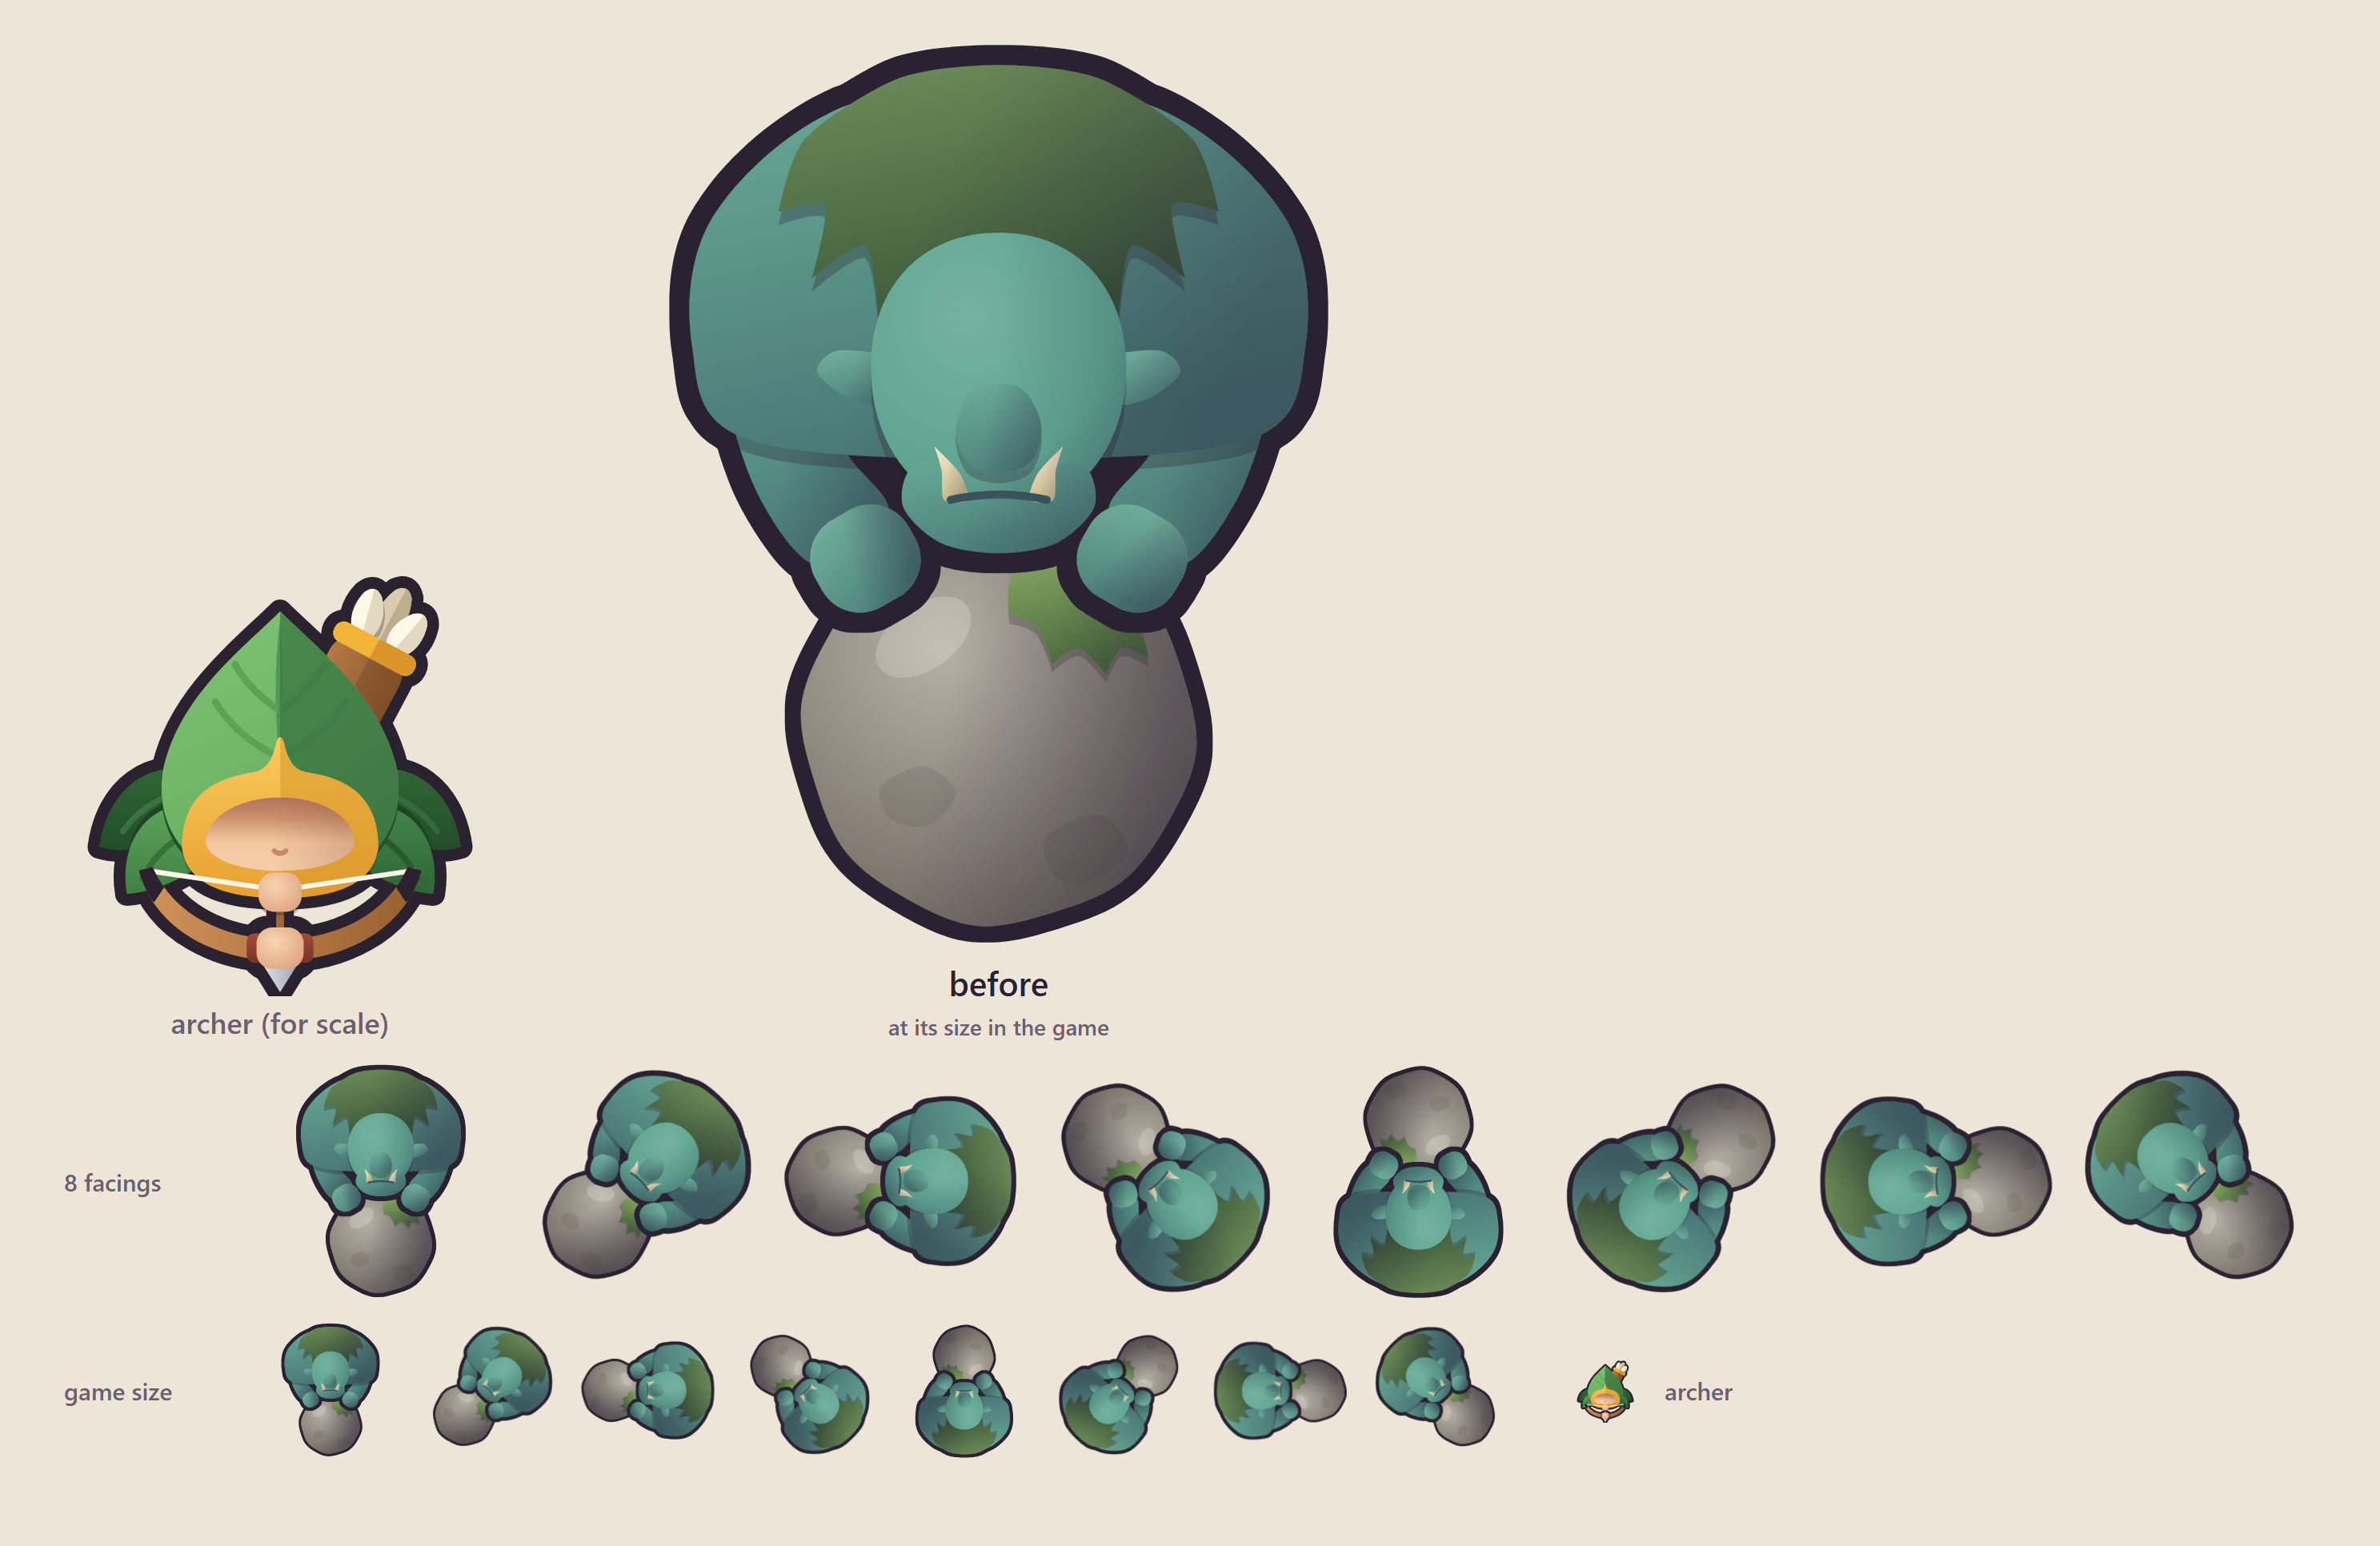 before
archer (for scale)
at its size in the game
8 facings
game size
archer